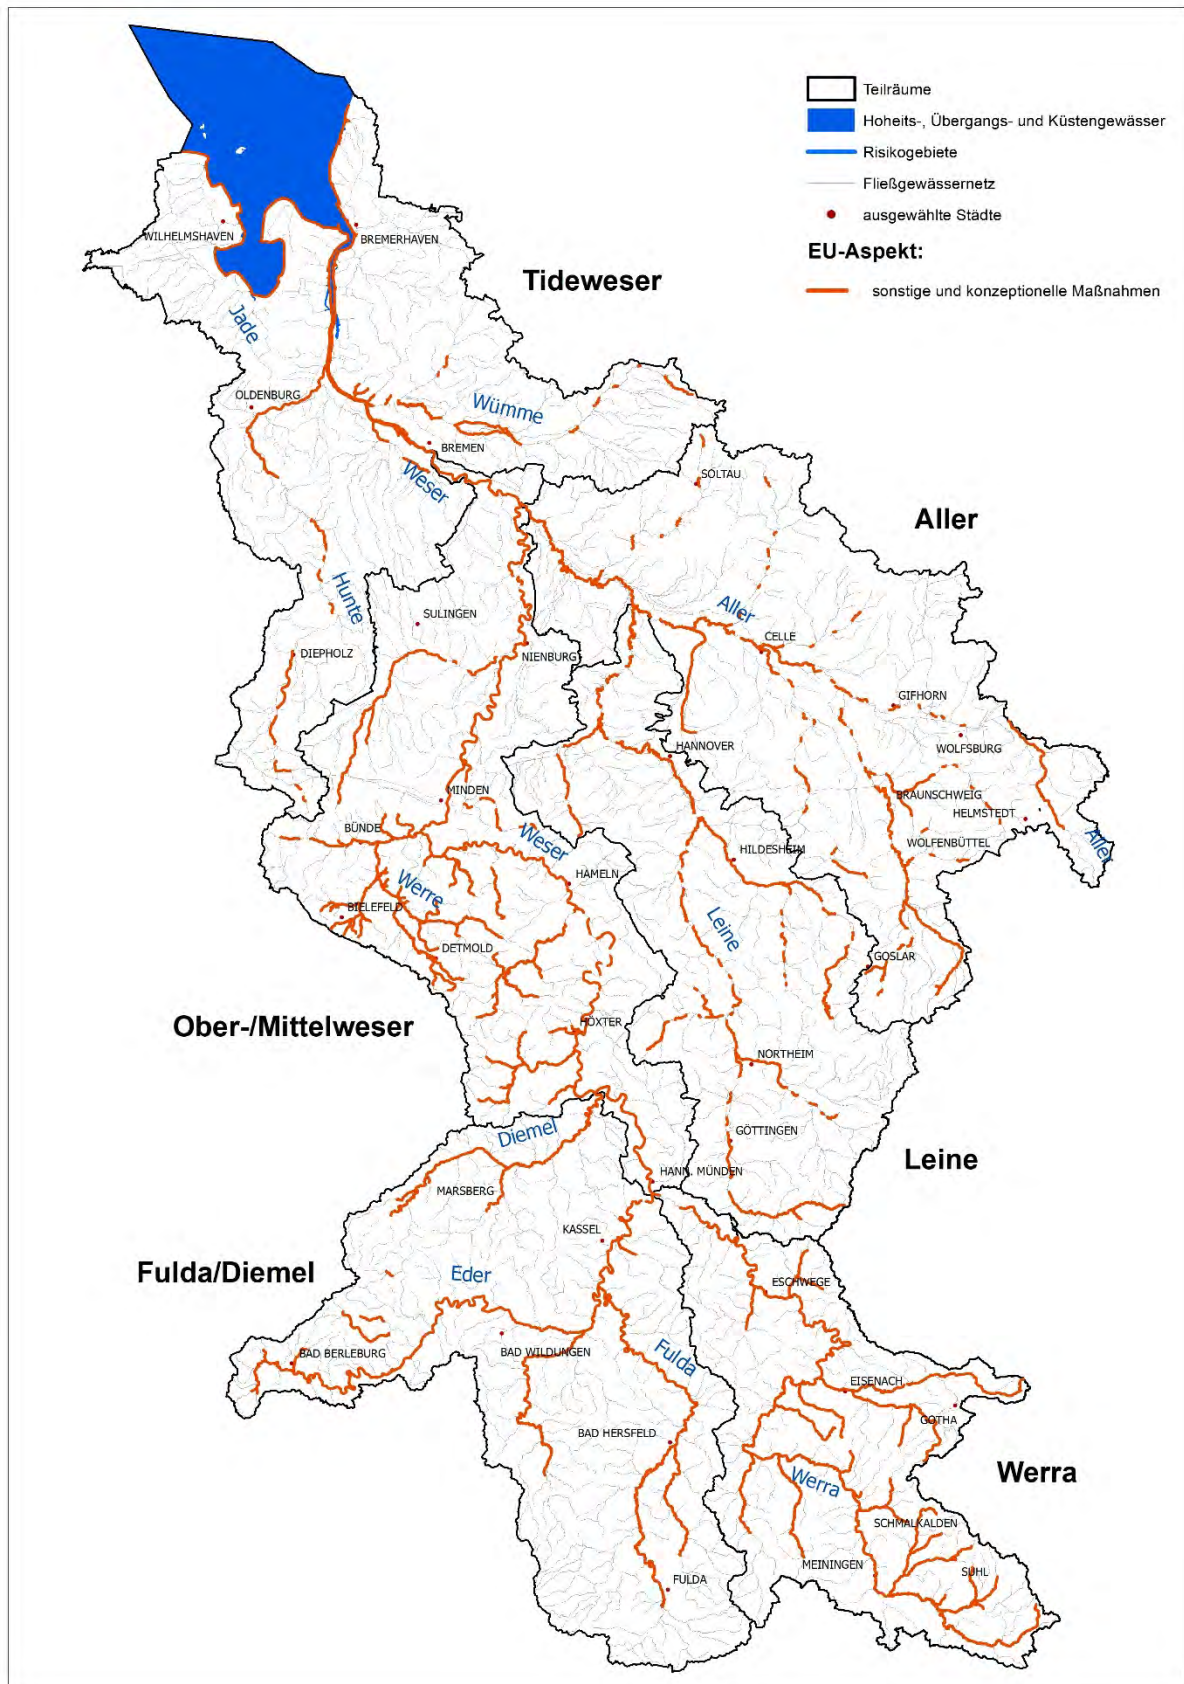 Teilräume
Hoheits-, Übergangs- und Küstengewässer
Risikogebiete
Fließgewässernetz
ausgewählte Städte
EU-Aspekt:
sonstige und konzeptionelle Maßnahmen
WILHELMSHAVEN
BREMERHAVEN
Tideweser
Jade
OLDENBURG
Wümme
BREMEN
Weser
SOLTAU
Aller
Hunte
SULINGEN
Aller
CELLE
DIEPHOLZ
NIENBURG
GIFHORN
HANNOVER
WOLFSBURG
MINDEN
BRAUNSCHWEIG
HELMSTEDT
BÜNDE
Weser
WOLFENBÜTTEL
Aller
HILDESHEIM
HAMELN
Werre
BIELEFELD
Leine
DETMOLD
GOSLAR
Ober-/Mittelweser
HÖXTER
NORTHEIM
Diemel
GÖTTINGEN
Leine
HANN. MÜNDEN
MARSBERG
KASSEL
Fulda/Diemel
Eder
ESCHWEGE
BAD BERLEBURG
BAD WILDUNGEN
Fulda
EISENACH
GOTHA
BAD HERSFELD
Werra
Werra
SCHMALKALDEN
MEININGEN
SUHL
FULDA